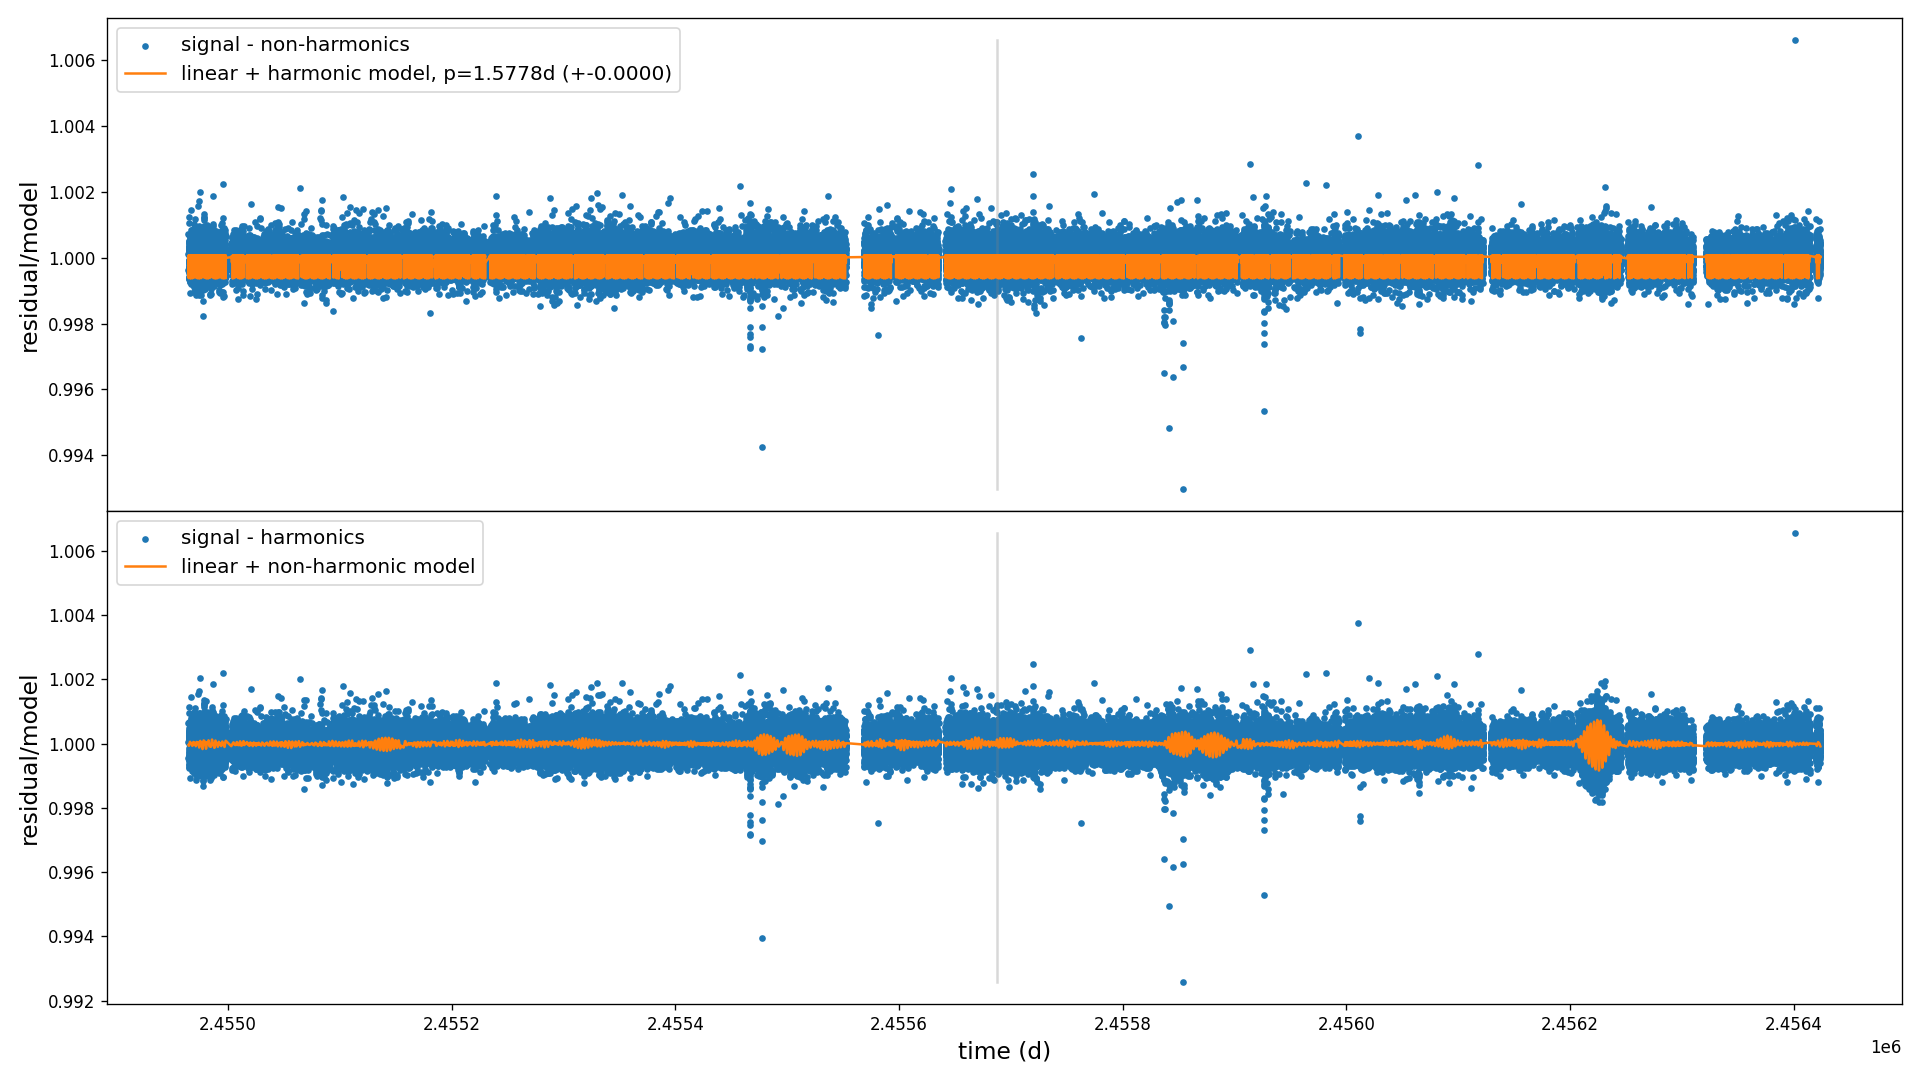 signal - non-harmonics
linear + harmonic model, p=1.5778d (+-0.0000)
1.006
1.004
1.002
1.000
0.998
0.996
0.994
residual/model
signal - harmonics
linear + non-harmonic model
1.006
1.004
1.002
1.000
0.998
0.996
0.994
0.992
residual/model
2.4550 2.4552 2.4554 2.4556 2.4558 2.4560 2.4562 2.4564
1e6
time (d)